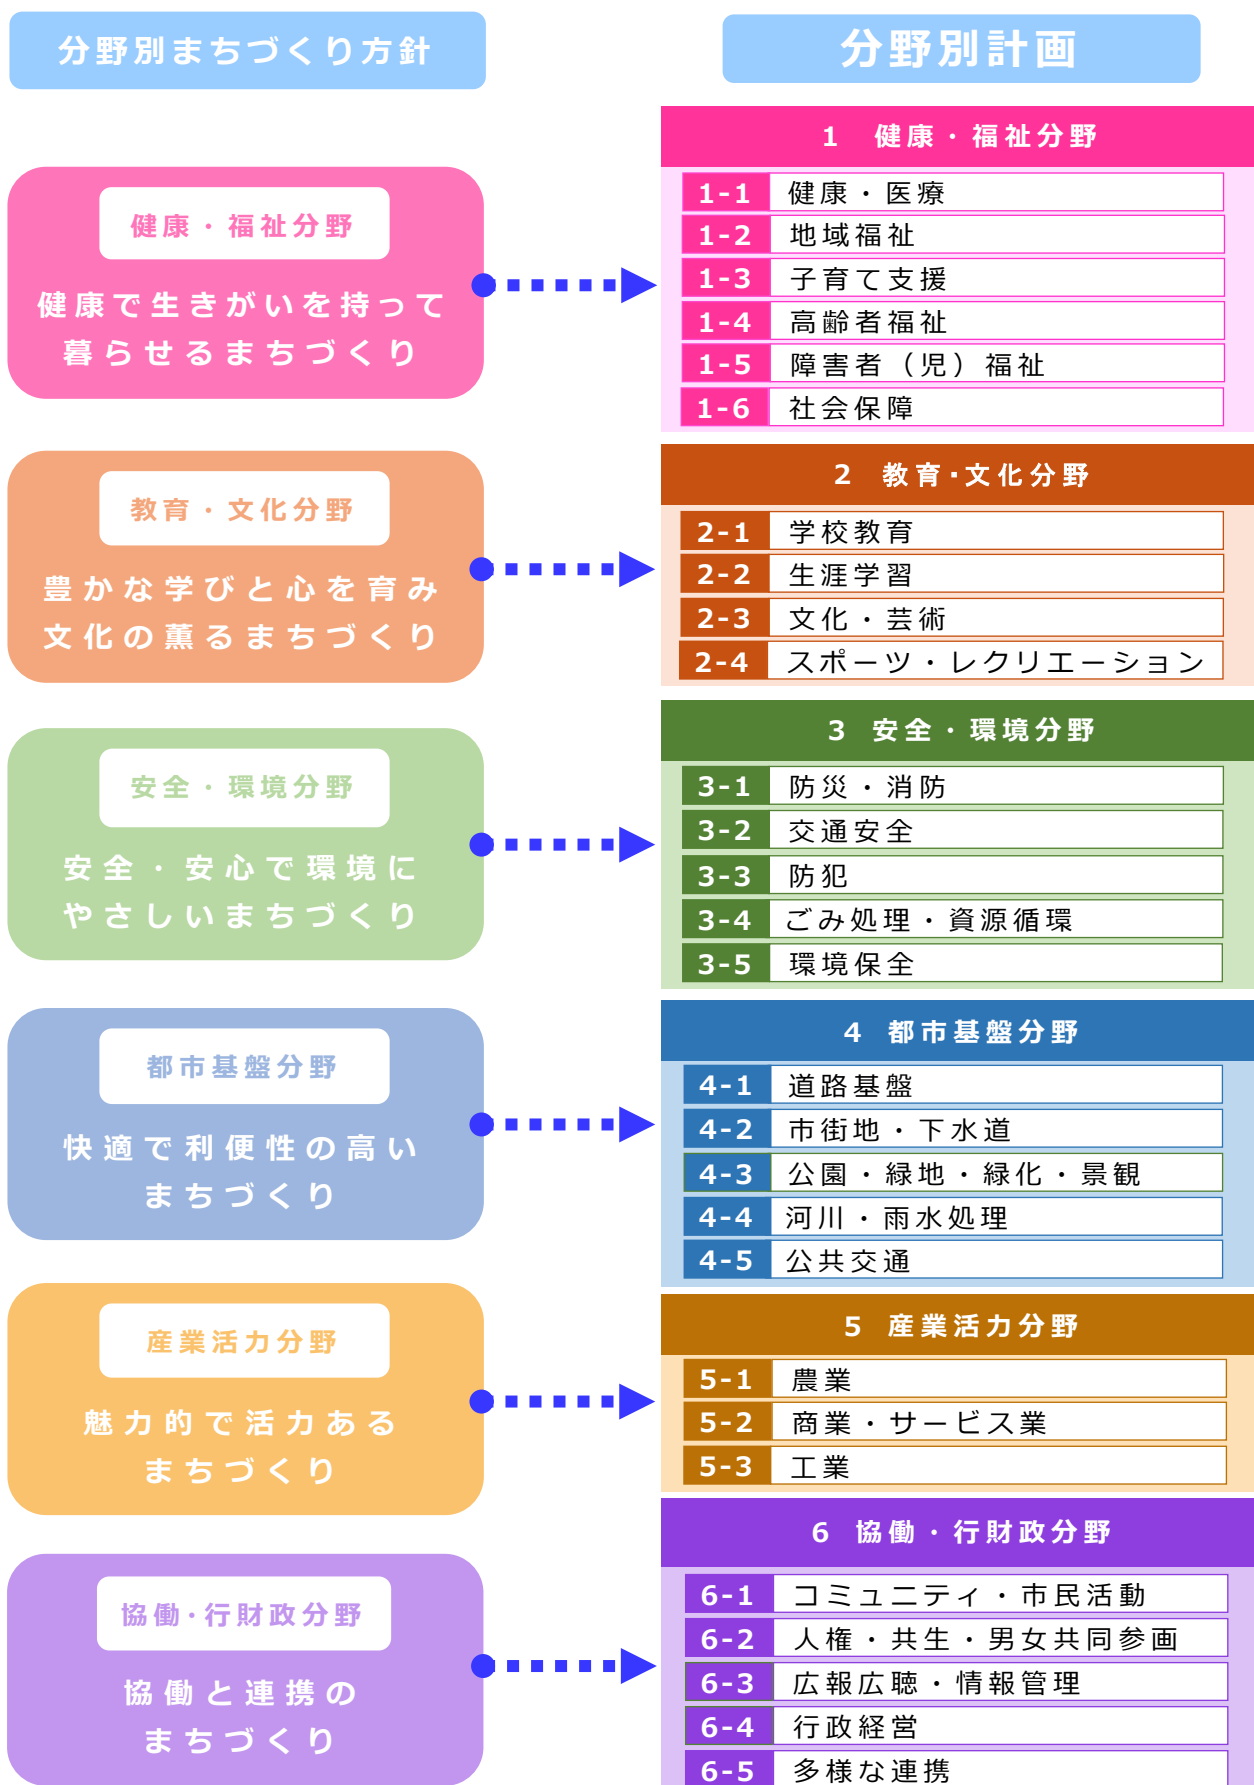 分野別まちづくり方針
分野別計画
健康・福祉分野
健康で生きがいを持って
暮らせるまちづくり
1 健康・福祉分野
1-1 健康・医療
1-2 地域福祉
1-3 子育て支援
1-4 高齢者福祉
1-5 障害者（児）福祉
1-6 社会保障
教育・文化分野
豊かな学びと心を育み
文化の薫るまちづくり
2 教育・文化分野
2-1 学校教育
2-2 生涯学習
2-3 文化・芸術
2-4 スポーツ・レクリエーション
安全・環境分野
安全・安心で環境に
やさしいまちづくり
3 安全・環境分野
3-1 防災・消防
3-2 交通安全
3-3 防犯
3-4 ごみ処理・資源循環
3-5 環境保全
都市基盤分野
快適で利便性の高い
まちづくり
4 都市基盤分野
4-1 道路基盤
4-2 市街地・下水道
4-3 公園・緑地・緑化・景観
4-4 河川・雨水処理
4-5 公共交通
産業活力分野
魅力的で活力ある
まちづくり
5 産業活力分野
5-1 農業
5-2 商業・サービス業
5-3 工業
協働・行財政分野
協働と連携の
まちづくり
6 協働・行財政分野
6-1 コミュニティ・市民活動
6-2 人権・共生・男女共同参画
6-3 広報広聴・情報管理
6-4 行政経営
6-5 多様な連携